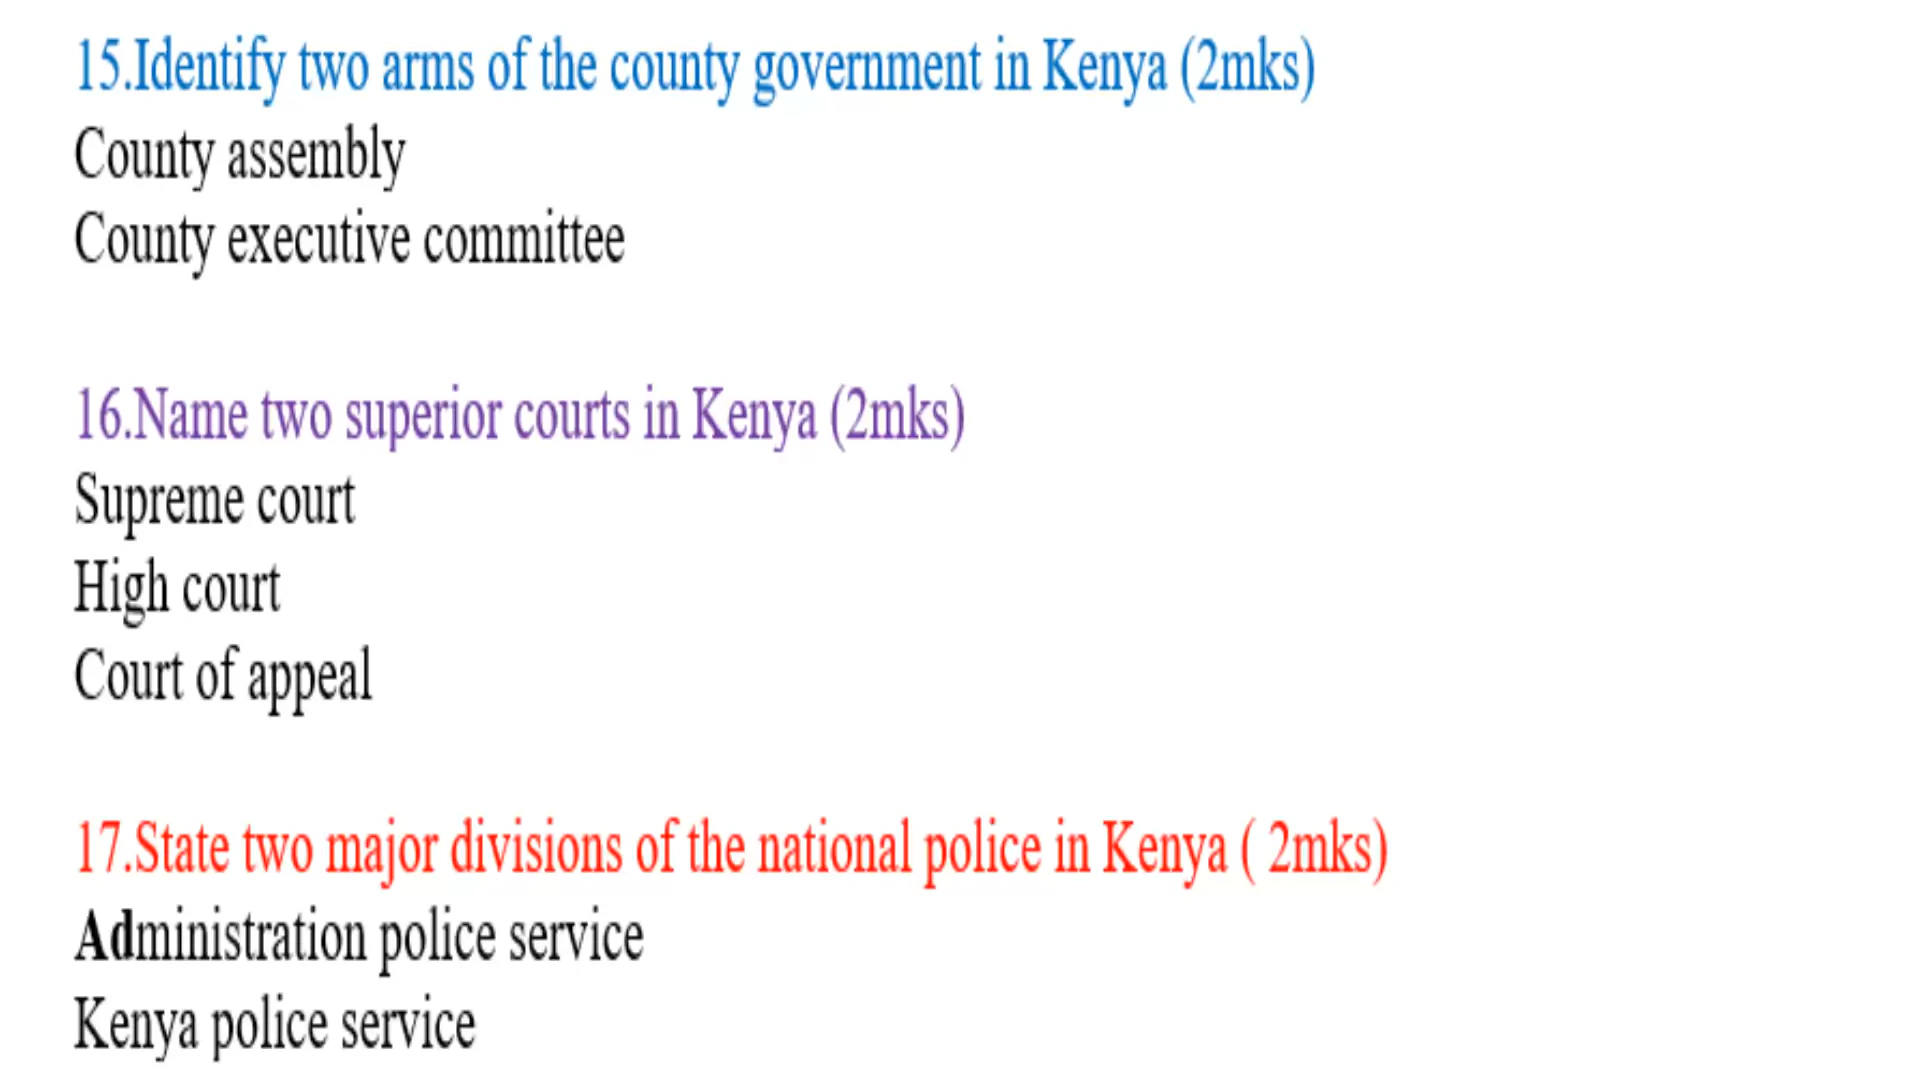 15.Identify two arms of the county government in Kenya (2mks)
County assembly
County executive committee
16.Name two superior courts in Kenya (2mks)
Supreme court
High court
Court of appeal
17.State two major divisions of the national police in Kenya ( 2mks)
Administration police service
Kenya police service